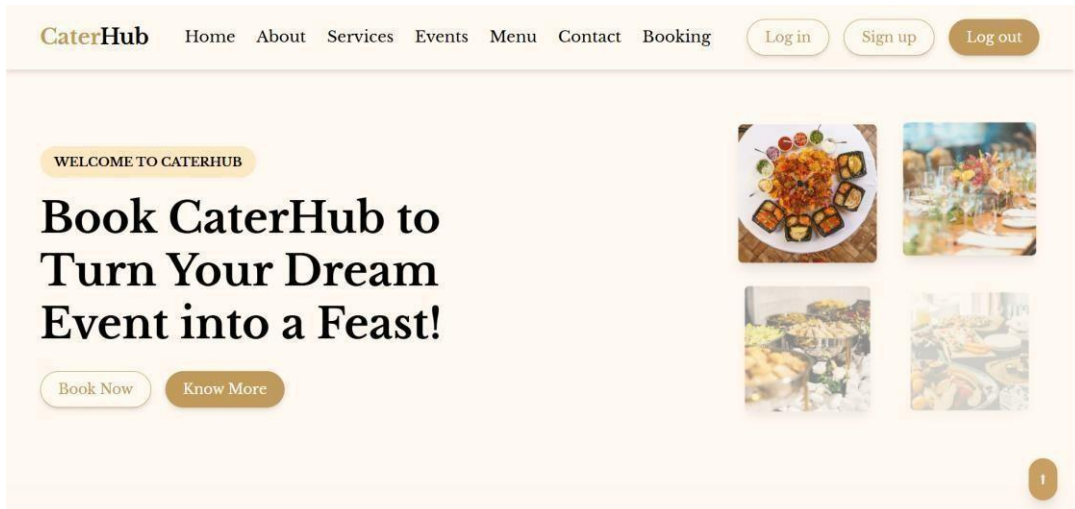 CaterHub Home About Services Events Menu Contact Booking Log in Sign up Log out
WELCOME TO CATERHUB
Book CaterHub to
Turn Your Dream
Event into a Feast!
Book Now Know More